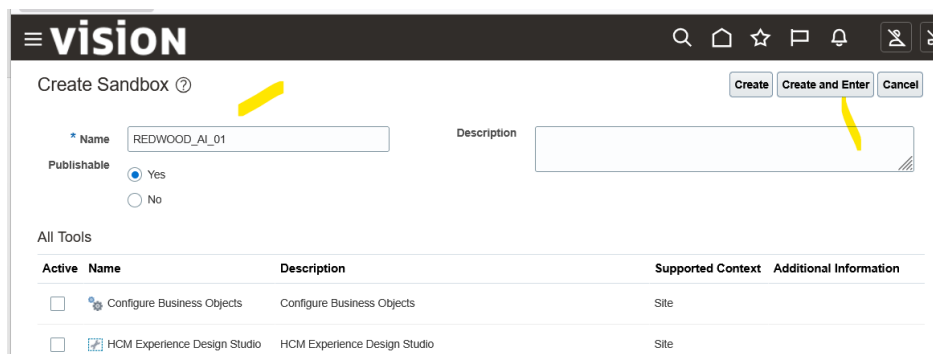 vision
Create Sandbox ?
Create Create and Enter Cancel
* Name REDWOOD_AI_01 Description
Publishable
Yes
No
All Tools
Active Name Description Supported Context Additional Information
Configure Business Objects Configure Business Objects Site
HCM Experience Design Studio HCM Experience Design Studio Site